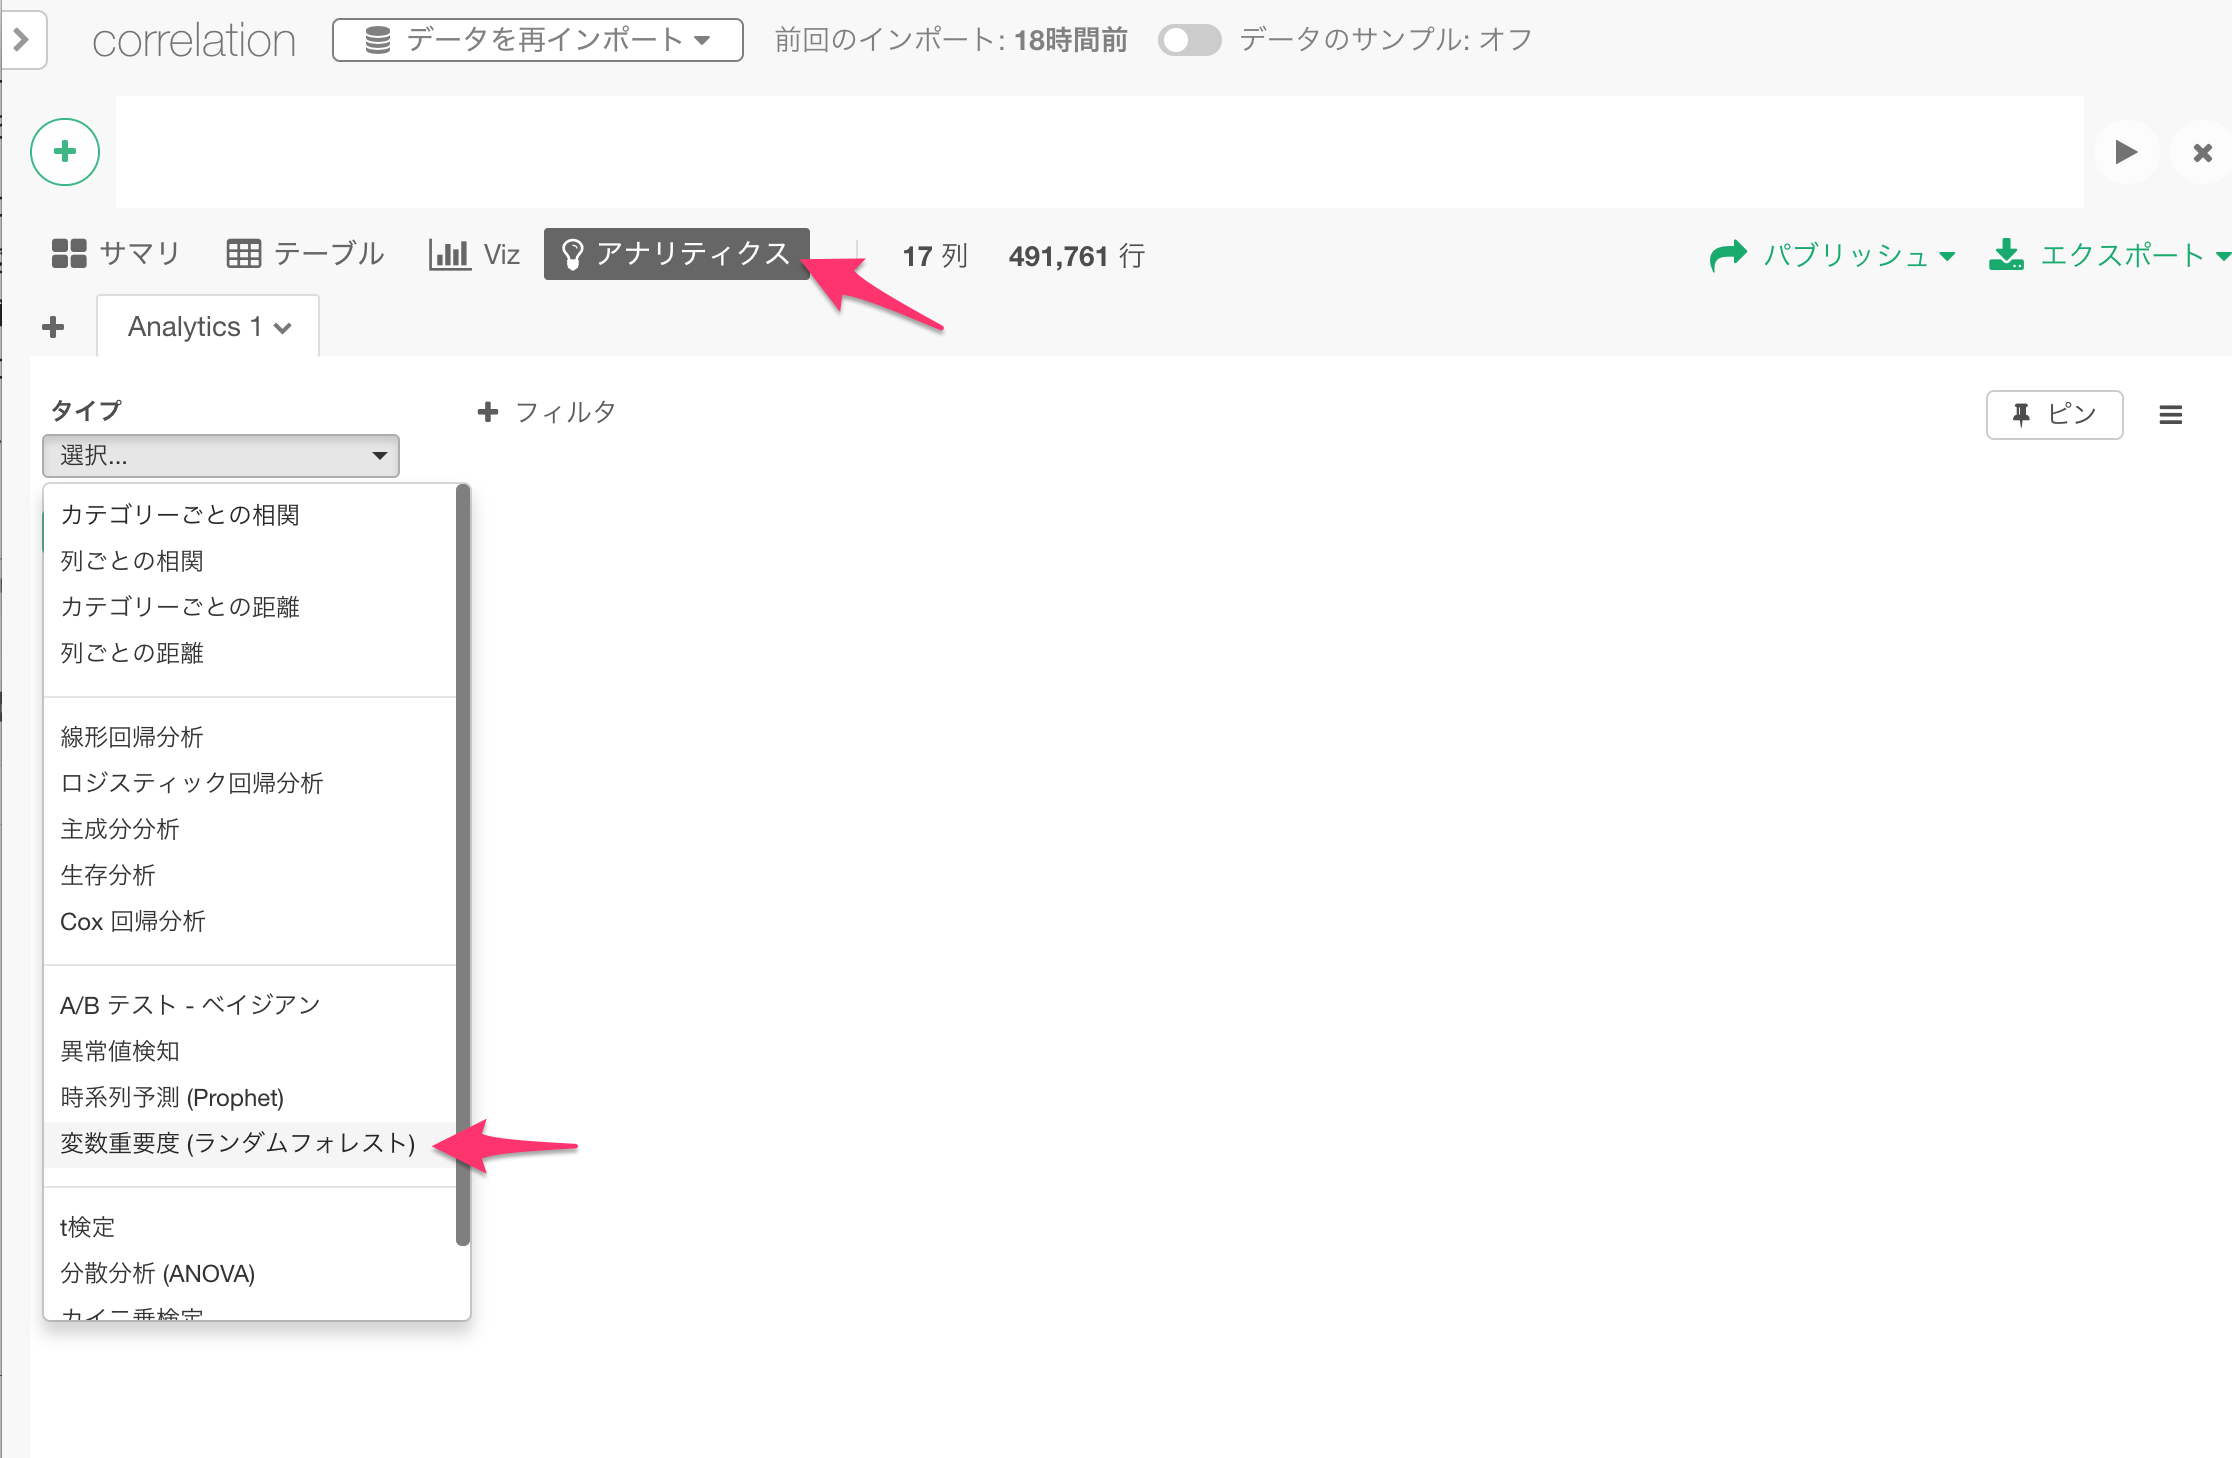 correlation データを再インポート 前回のインポート: 18時間前 データのサンプル: オフ
サマリ テーブル Viz アナリティクス 17 列 491,761 行 パブリッシュ エクスポート
Analytics 1
タイプ フィルタ ピン
選択...
カテゴリーごとの相関
列ごとの相関
カテゴリーごとの距離
列ごとの距離
線形回帰分析
ロジスティック回帰分析
主成分分析
生存分析
Cox 回帰分析
A/B テスト - ベイジアン
異常値検知
時系列予測 (Prophet)
変数重要度 (ランダムフォレスト)
t検定
分散分析 (ANOVA)
カイ二乗検定